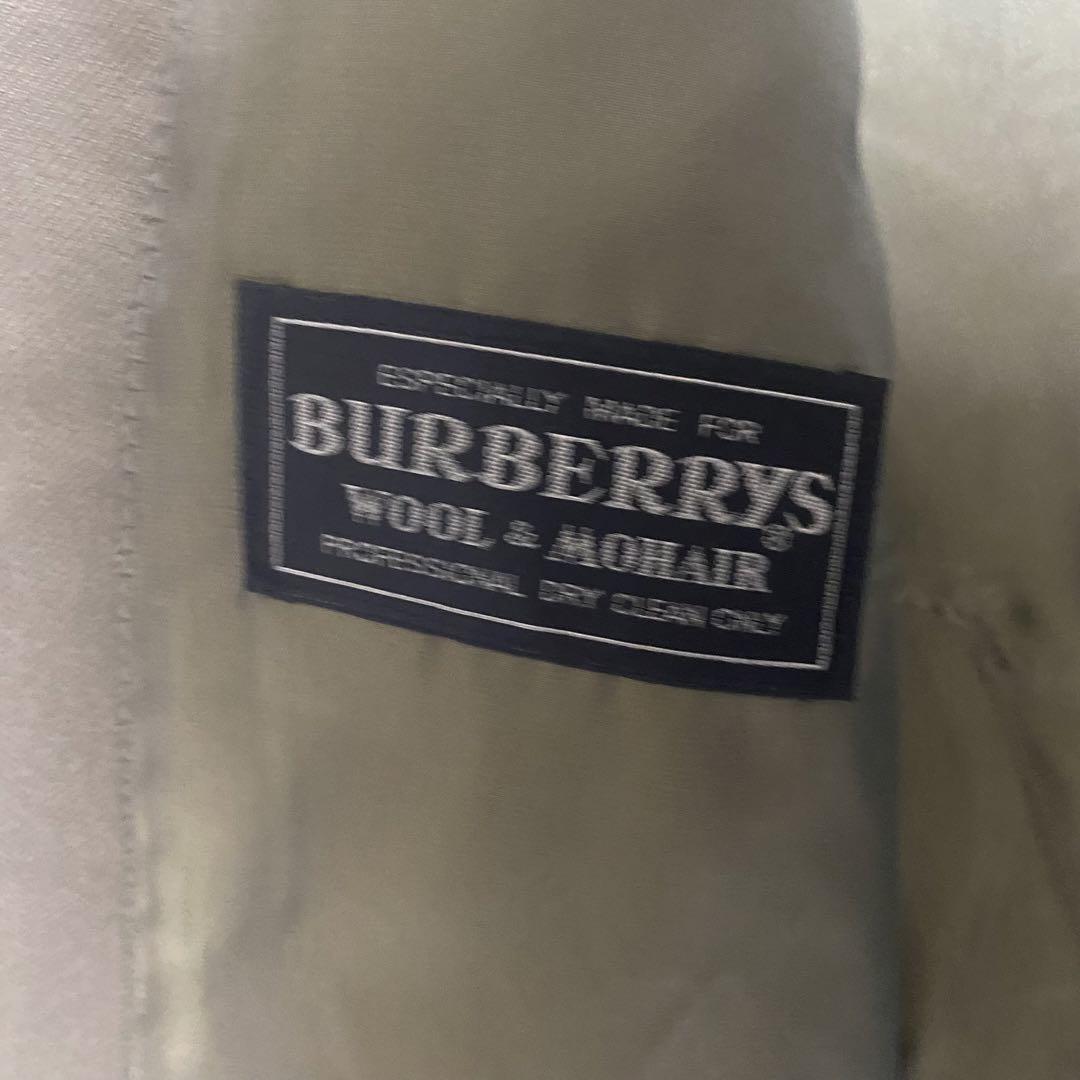 ESPECIALLY MADE FOR
BURBERRYS®
WOOL & MOHAIR
PROFESSIONAL DRY CLEAN ONLY